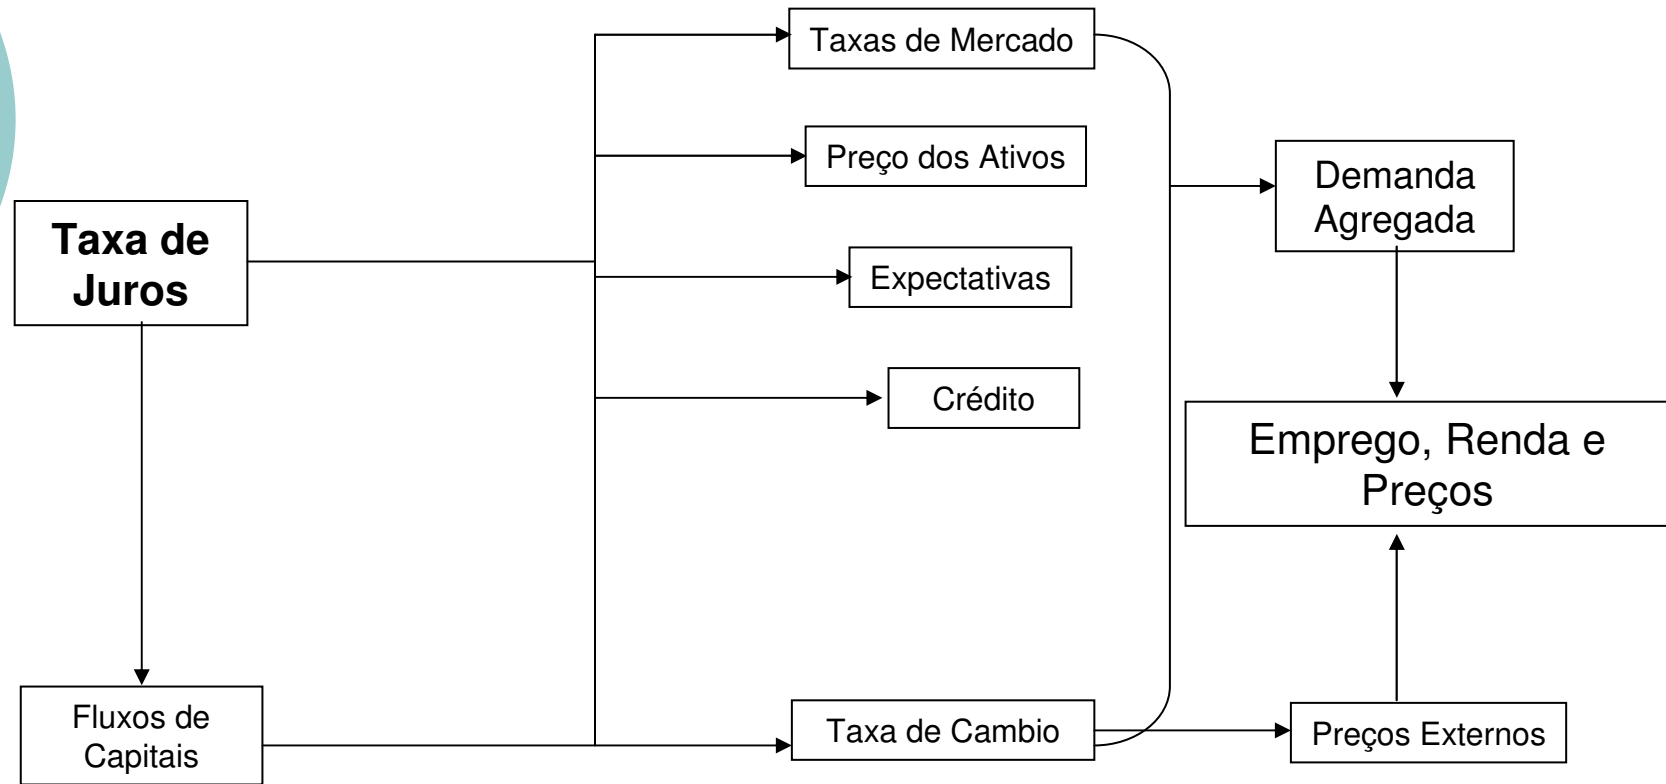 Taxas de Mercado
Preço dos Ativos
Demanda
Agregada
Taxa de
Juros
Expectativas
Crédito
Emprego, Renda e
Preços
Fluxos de
Capitais
Taxa de Cambio
Preços Externos